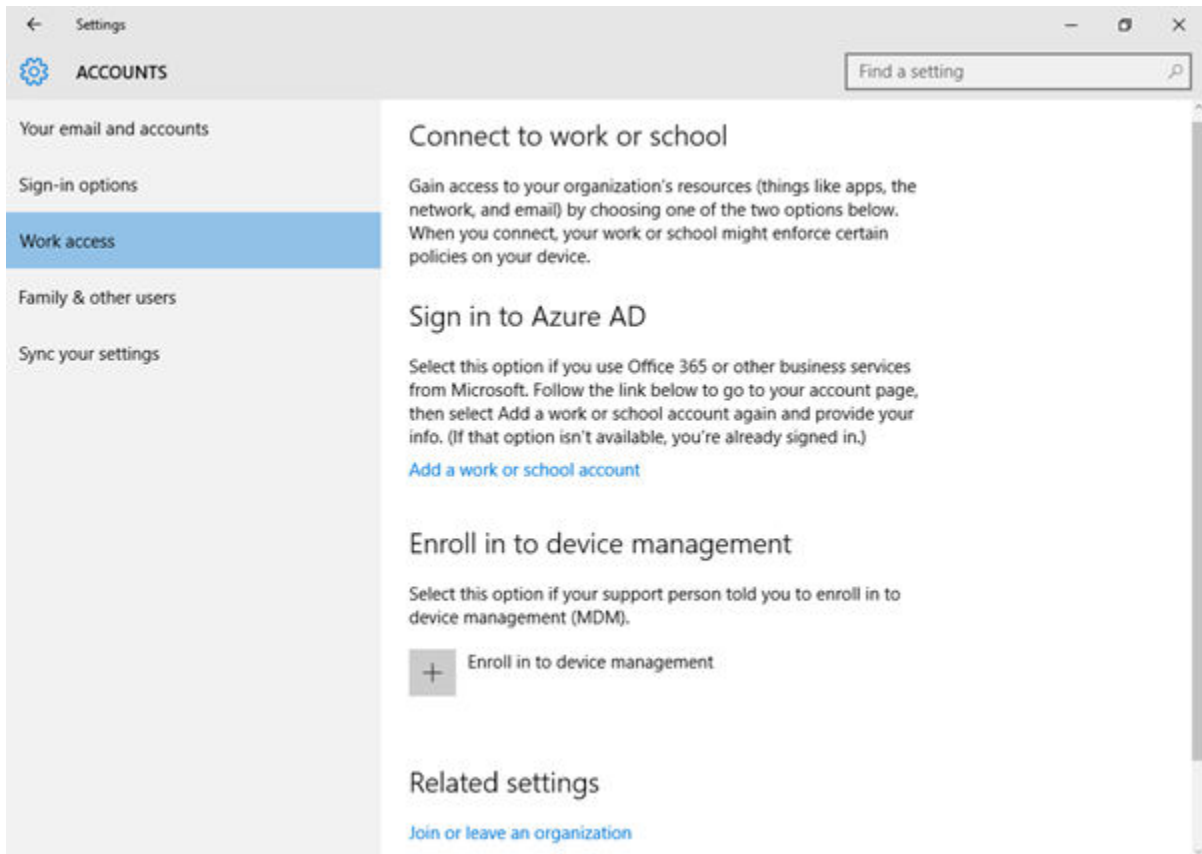 Settings
ACCOUNTS
Find a setting
Your email and accounts
Sign-in options
Work access
Family & other users
Sync your settings
Connect to work or school
Gain access to your organization's resources (things like apps, the
network, and email) by choosing one of the two options below.
When you connect, your work or school might enforce certain
policies on your device.
Sign in to Azure AD
Select this option if you use Office 365 or other business services
from Microsoft. Follow the link below to go to your account page,
then select Add a work or school account again and provide your
info. (If that option isn't available, you're already signed in.)
Add a work or school account
Enroll in to device management
Select this option if your support person told you to enroll in to
device management (MDM).
Enroll in to device management
Related settings
Join or leave an organization